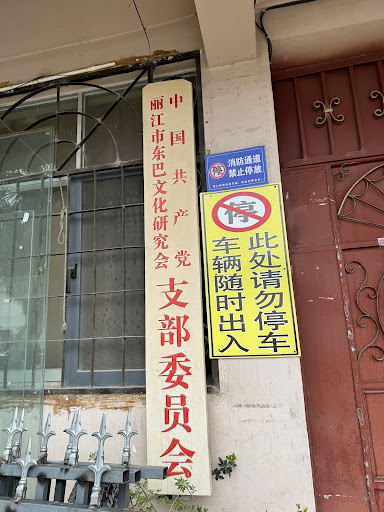 中国共产党
丽江市东巴文化研究会
支部委员会
消防通道
禁止停放
停
此处请勿停车
车辆随时出入